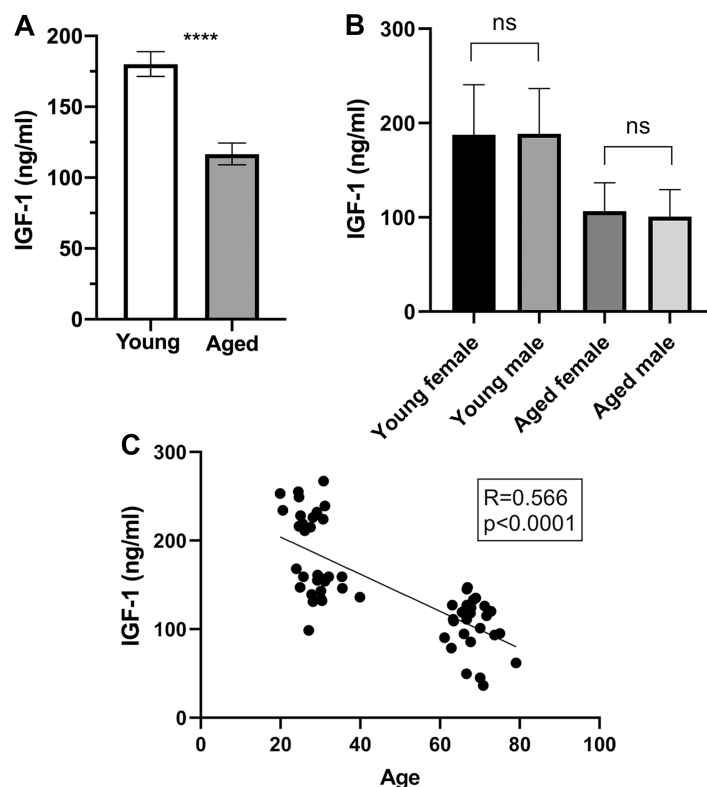 A
****
200
150
100
50
0
IGF-1 (ng/ml)
Young
Aged
B
ns
ns
300
200
100
0
IGF-1 (ng/ml)
Young female
Young male
Aged female
Aged male
C
300
200
100
0
IGF-1 (ng/ml)
R=0.566
p<0.0001
0
20
40
60
80
100
Age